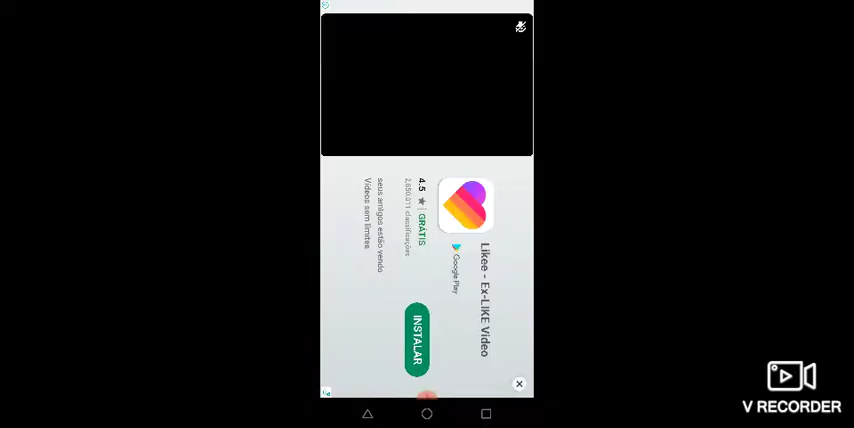 Likee - Ex-LIKE Video
Google Play
4.5 ★ | GRÁTIS
2,650,011 classificações
INSTALAR
seus amigos estão vendo
Vídeos sem limites
V RECORDER